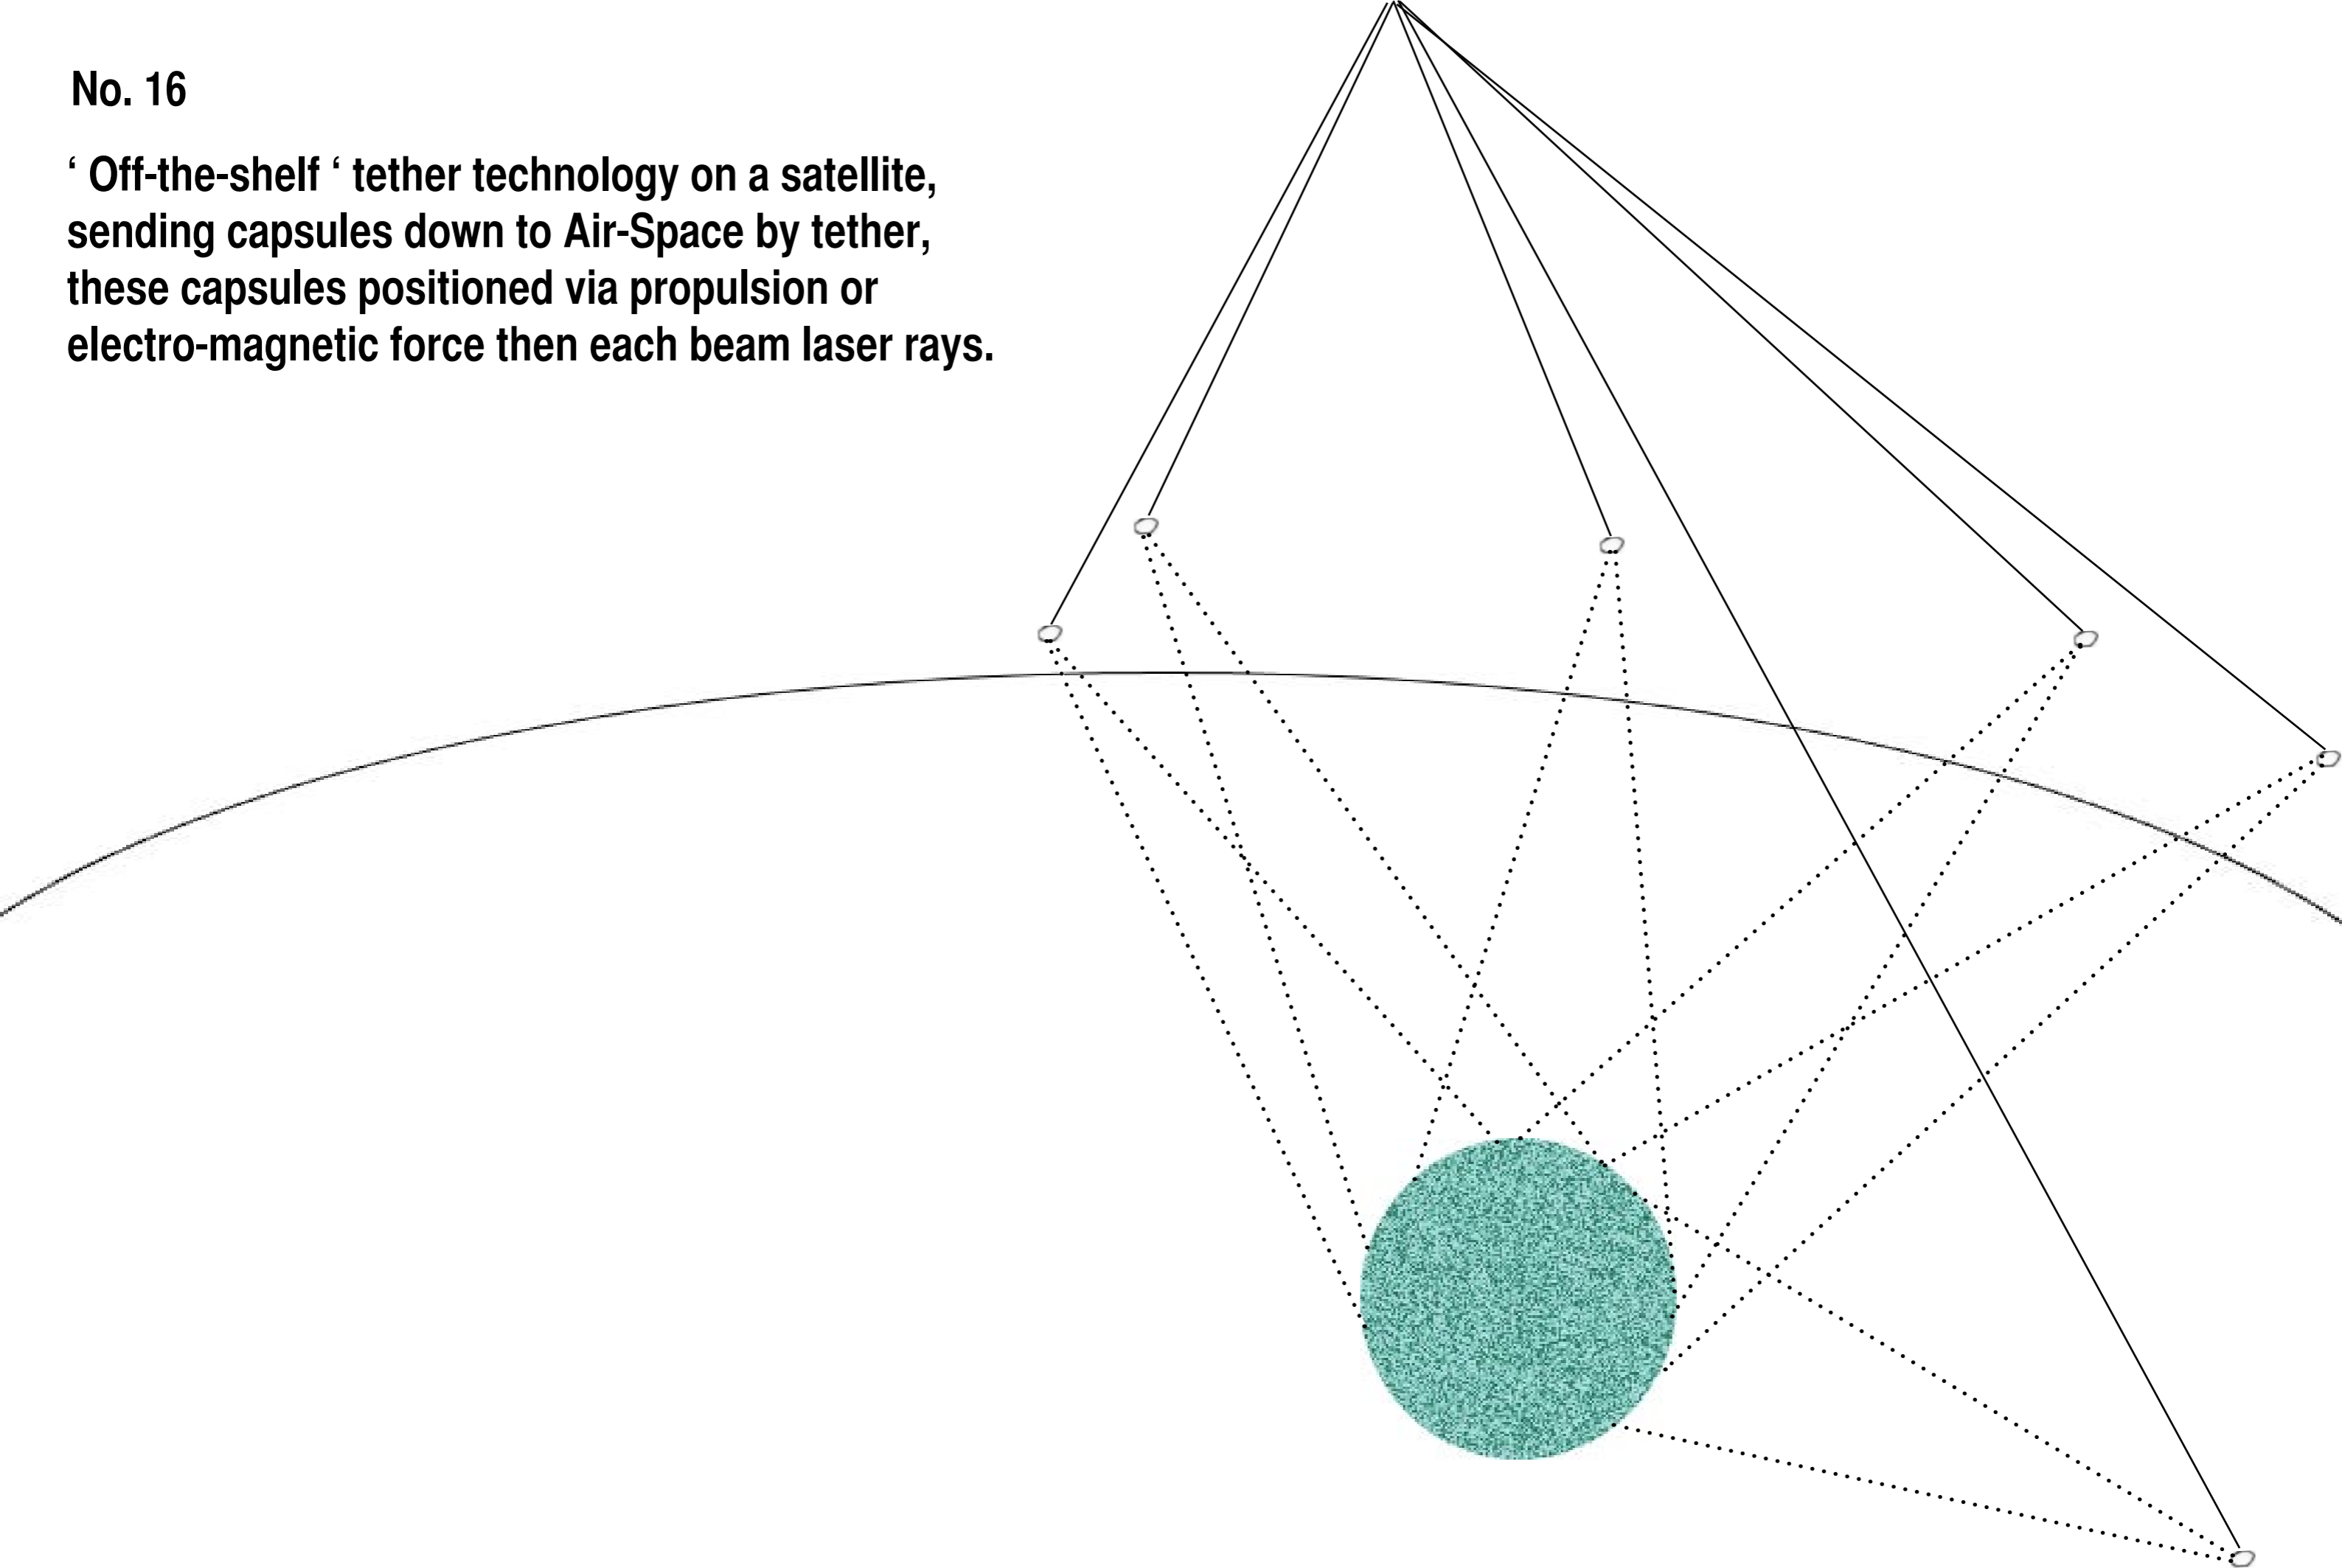 No. 16
‘ Off-the-shelf ‘ tether technology on a satellite,
sending capsules down to Air-Space by tether,
these capsules positioned via propulsion or
electro-magnetic force then each beam laser rays.